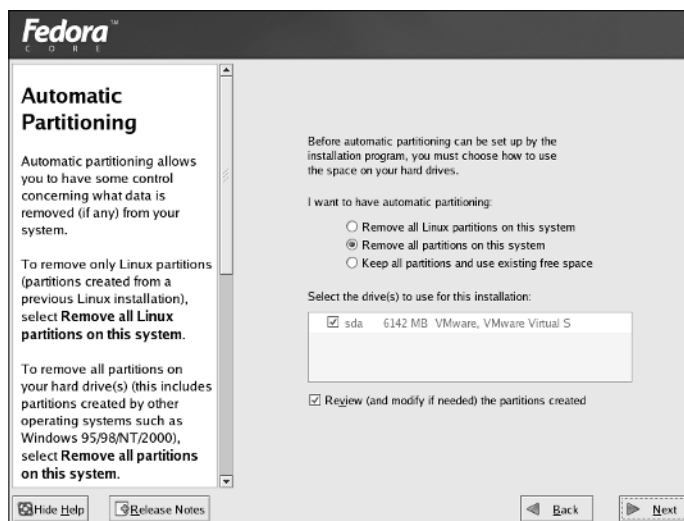 Fedora™
CORE
Automatic
Partitioning
Automatic partitioning allows
you to have some control
concerning what data is
removed (if any) from your
system.
To remove only Linux partitions
(partitions created from a
previous Linux installation),
select Remove all Linux
partitions on this system.
To remove all partitions on
your hard drive(s) (this includes
partitions created by other
operating systems such as
Windows 95/98/NT/2000),
select Remove all partitions
on this system.
Before automatic partitioning can be set up by the
installation program, you must choose how to use
the space on your hard drives.
I want to have automatic partitioning:
Remove all Linux partitions on this system
Remove all partitions on this system
Keep all partitions and use existing free space
Select the drive(s) to use for this installation:
sda 6142 MB VMware, VMware Virtual S
Review (and modify if needed) the partitions created
Hide Help Release Notes Back Next